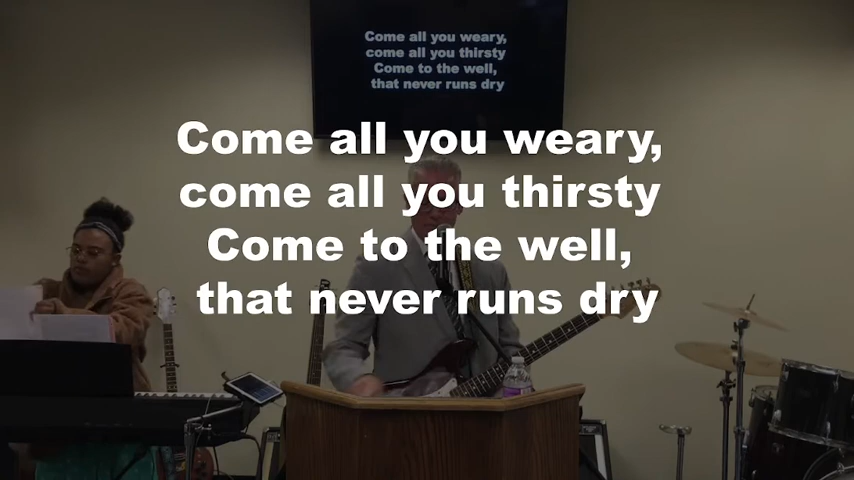 Come all you weary,
come all you thirsty
Come to the well,
that never runs dry
Come all you weary,
come all you thirsty
Come to the well,
that never runs dry